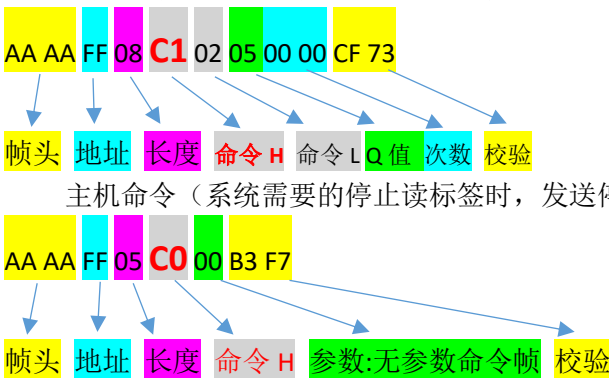 AA AA FF 08 C1 02 05 00 00 CF 73
帧头 地址 长度 命令 H 命令 L Q 值 次数 校验
主机命令（系统需要的停止读标签时，发送
AA AA FF 05 C0 00 B3 F7
帧头 地址 长度 命令 H 参数:无参数命令帧 校验